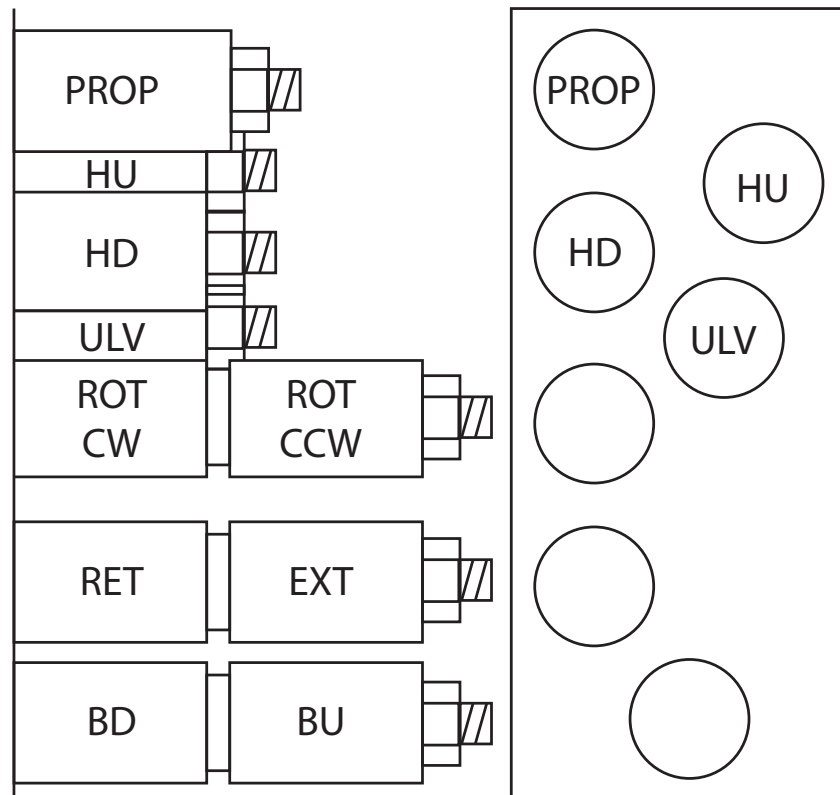 PROP
HU
HD
ULV
ROT
CW
ROT
CCW
RET
EXT
BD
BU
PROP
HU
HD
ULV